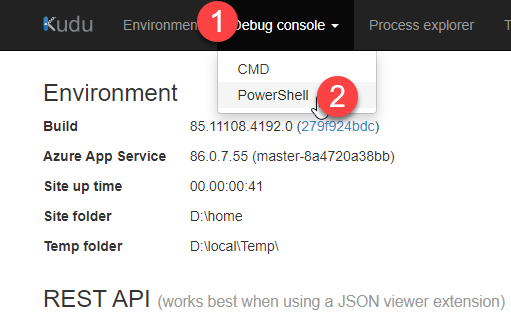 Kudu Environmen 1 Debug console Process explorer T
CMD
PowerShell 2
Environment
Build 85.11108.4192.0 (279f924bdc)
Azure App Service 86.0.7.55 (master-8a4720a38bb)
Site up time 00.00:00:41
Site folder D:\home
Temp folder D:\local\Temp\
REST API (works best when using a JSON viewer extension)